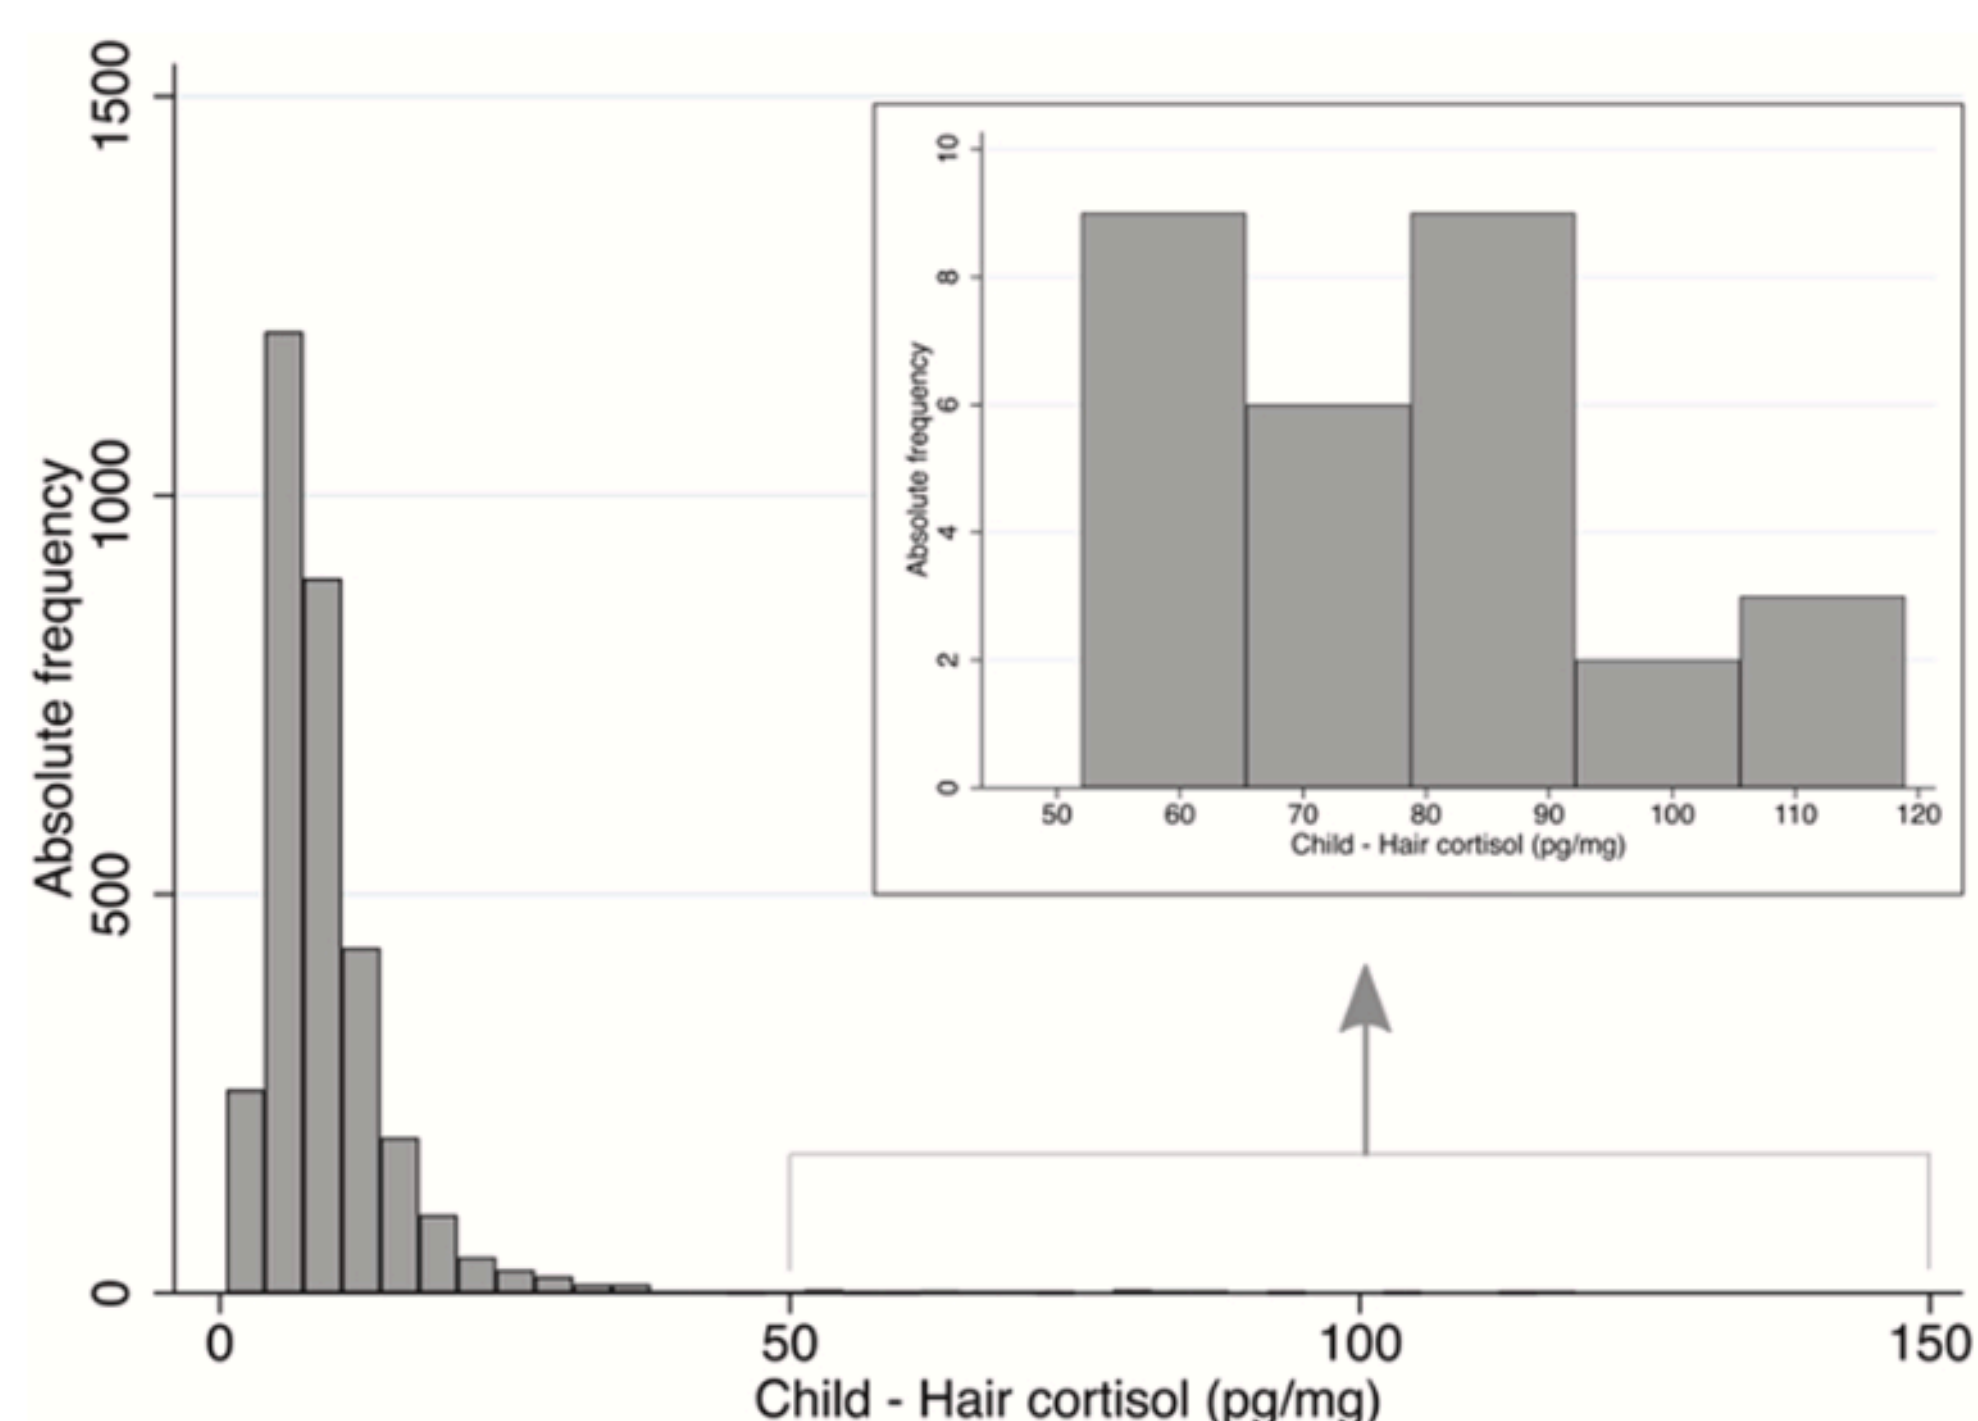 Absolute frequency
1500
1000
500
0
0 50 100 150
Child - Hair cortisol (pg/mg)
Absolute frequency
10
8
6
4
2
0
50 60 70 80 90 100 110 120
Child - Hair cortisol (pg/mg)